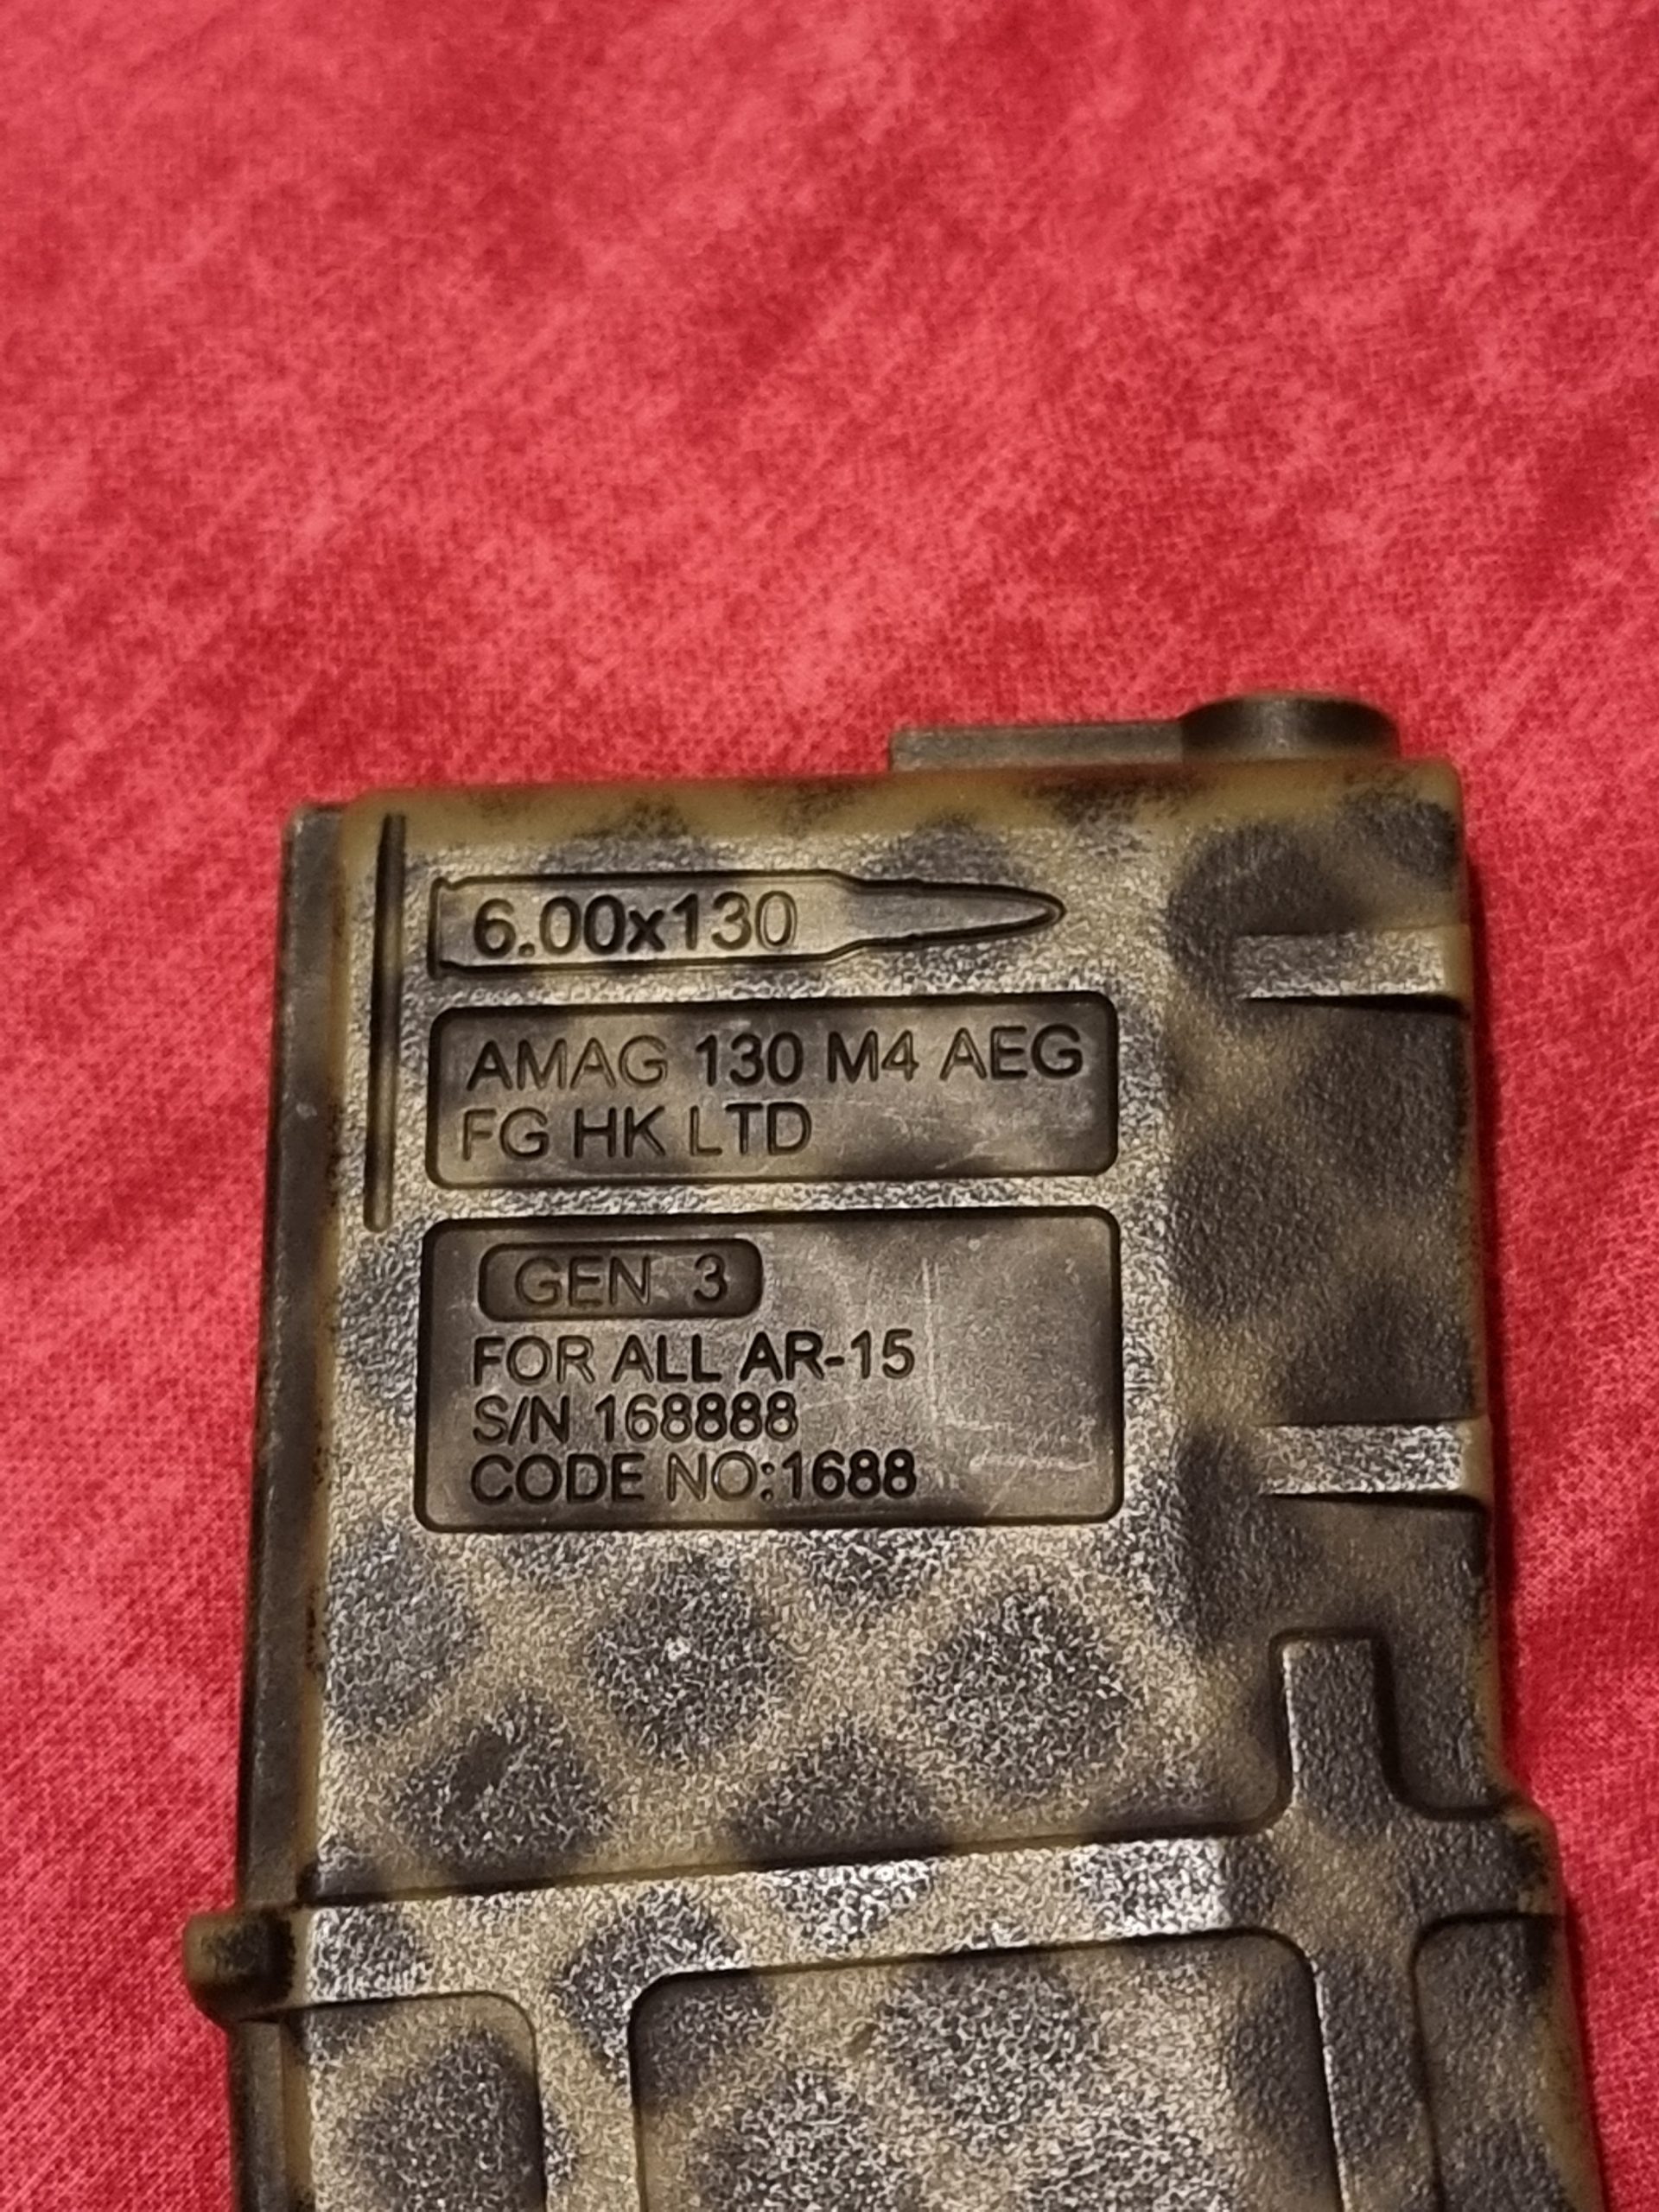 6.00x130
AMAG 130 M4 AEG
FG HK LTD
GEN 3
FOR ALL AR-15
S/N 168888
CODE NO:1688